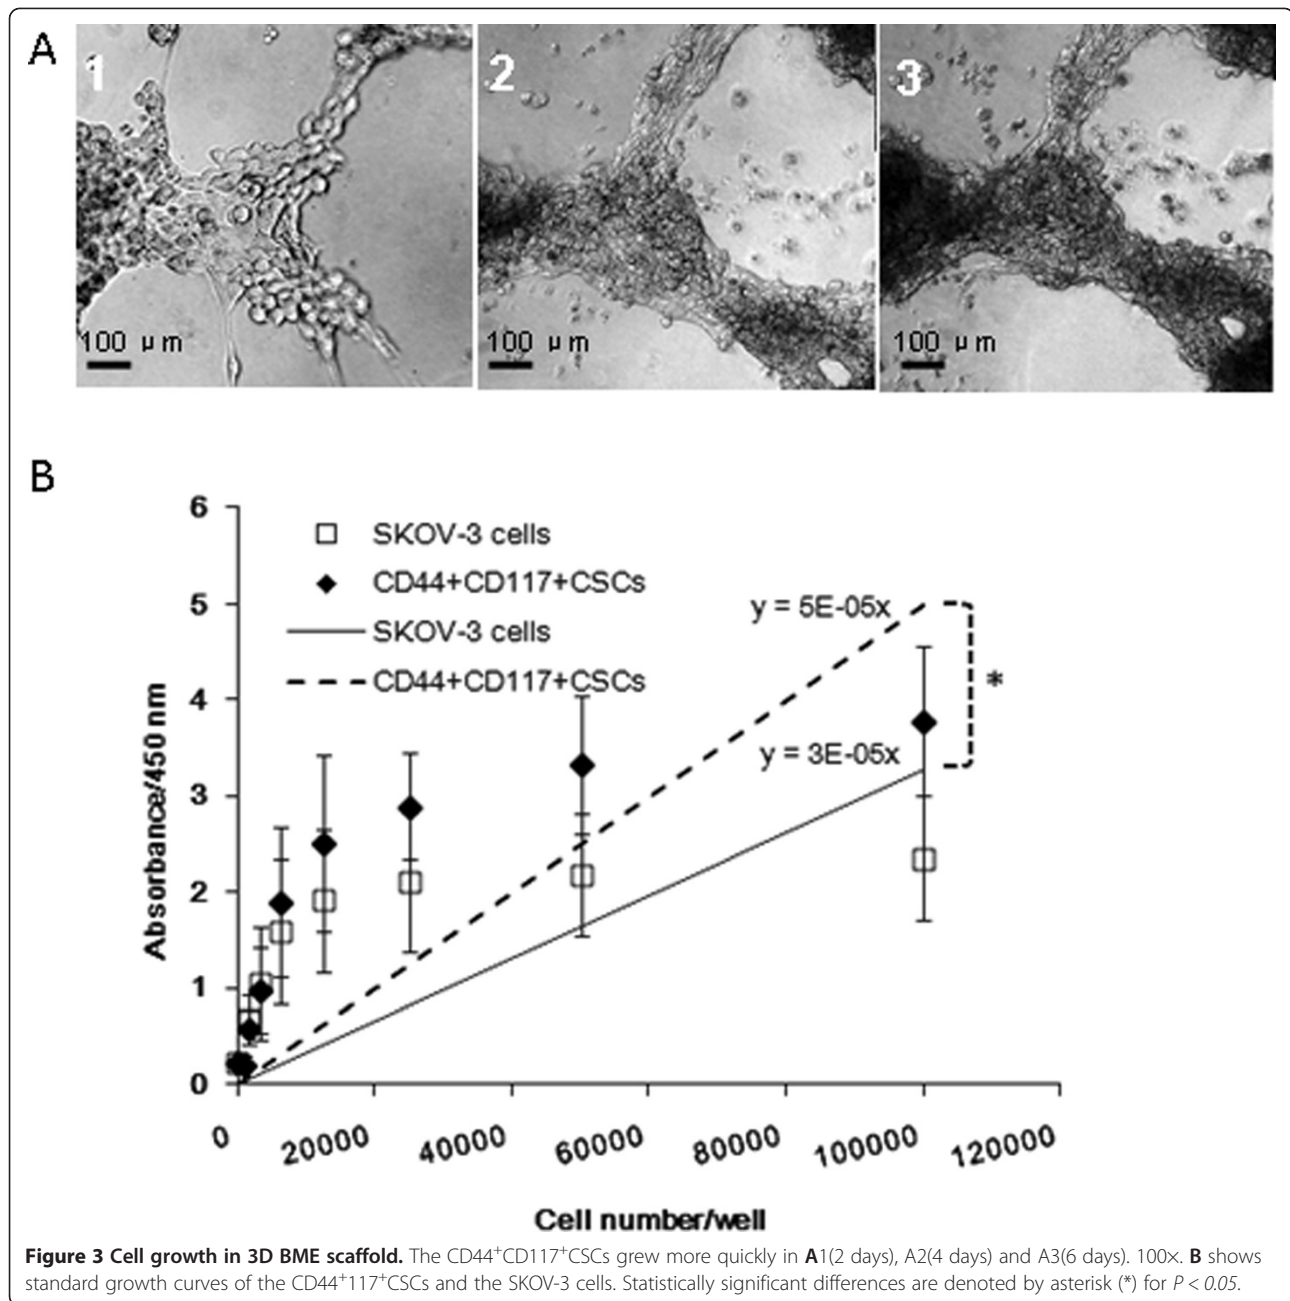 A
1
2
3
100 μm
100 μm
100 μm
B
6
5
4
3
2
1
0
Absorbance/450 nm
SKOV-3 cells
CD44+CD117+CSCs
SKOV-3 cells
CD44+CD117+CSCs
y = 5E-05x
y = 3E-05x
*
0
20000
40000
60000
80000
100000
120000
Cell number/well
Figure 3 Cell growth in 3D BME scaffold. The CD44⁺CD117⁺CSCs grew more quickly in A1(2 days), A2(4 days) and A3(6 days). 100×. B shows
standard growth curves of the CD44⁺117⁺CSCs and the SKOV-3 cells. Statistically significant differences are denoted by asterisk (*) for P < 0.05.